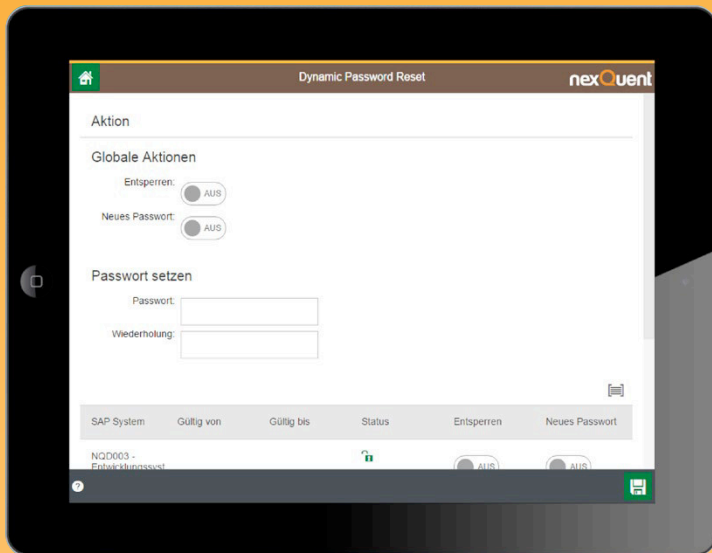 Dynamic Password Reset
nexQuent
Aktion
Globale Aktionen
Entsperren:
AUS
Neues Passwort:
AUS
Passwort setzen
Passwort:
Wiederholung:
SAP System Gültig von Gültig bis Status Entsperren Neues Passwort
NQD003 -
Entwicklungssyst
AUS AUS
?